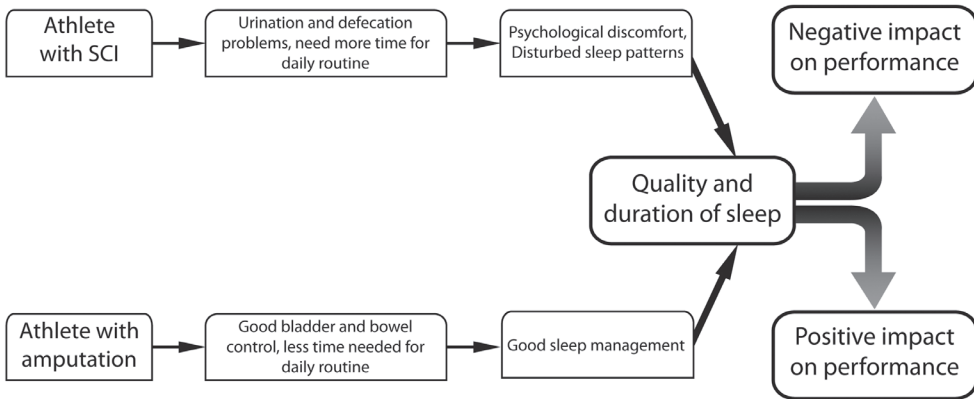 Athlete
with SCI
Urination and defecation
problems, need more time for
daily routine
Psychological discomfort,
Disturbed sleep patterns
Negative impact
on performance
Quality and
duration of sleep
Athlete with
amputation
Good bladder and bowel
control, less time needed for
daily routine
Good sleep management
Positive impact
on performance